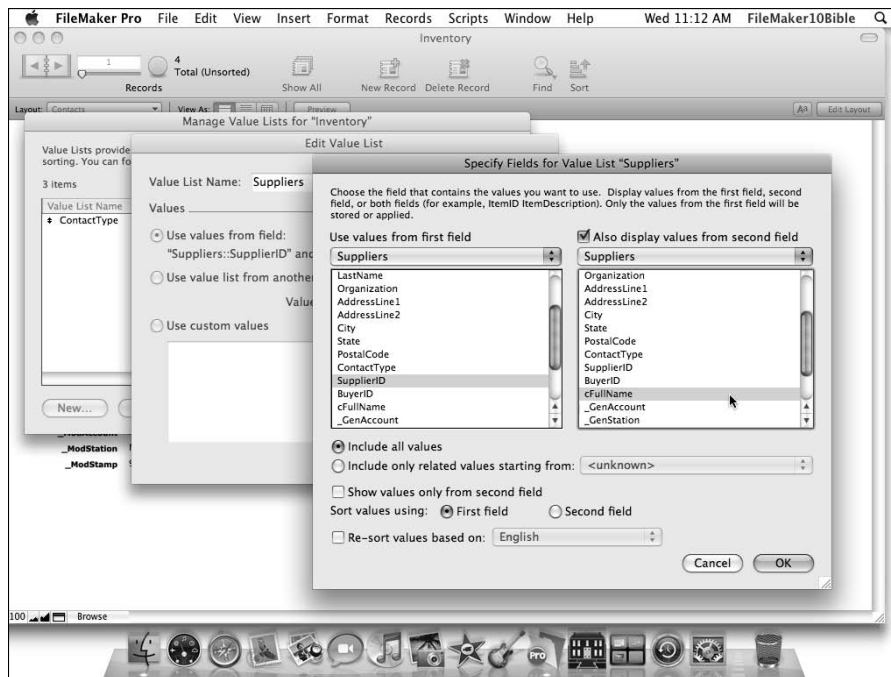 FileMaker Pro File Edit View Insert Format Records Scripts Window Help Wed 11:12 AM FileMaker10Bible
Inventory
1
4
Total (Unsorted)
Records
Show All
New Record
Delete Record
Find
Sort
Layout: Contacts
View As:
Preview
Aa
Edit Layout
Manage Value Lists for "Inventory"
Value Lists provide
sorting. You can fo
3 items
Value List Name
ContactType
New...
_ModStation
_ModStamp
Edit Value List
Value List Name: Suppliers
Values
Use values from field:
"Suppliers::SupplierID" and
Use value list from another
Value
Use custom values
Specify Fields for Value List "Suppliers"
Choose the field that contains the values you want to use. Display values from the first field, second
field, or both fields (for example, ItemID ItemDescription). Only the values from the first field will be
stored or applied.
Use values from first field
Suppliers
LastName
Organization
AddressLine1
AddressLine2
City
State
PostalCode
ContactType
SupplierID
BuyerID
cFullName
_GenAccount
Also display values from second field
Suppliers
Organization
AddressLine1
AddressLine2
City
State
PostalCode
ContactType
SupplierID
BuyerID
cFullName
_GenAccount
_GenStation
Include all values
Include only related values starting from: <unknown>
Show values only from second field
Sort values using: First field Second field
Re-sort values based on: English
Cancel
OK
100
Browse
PRO